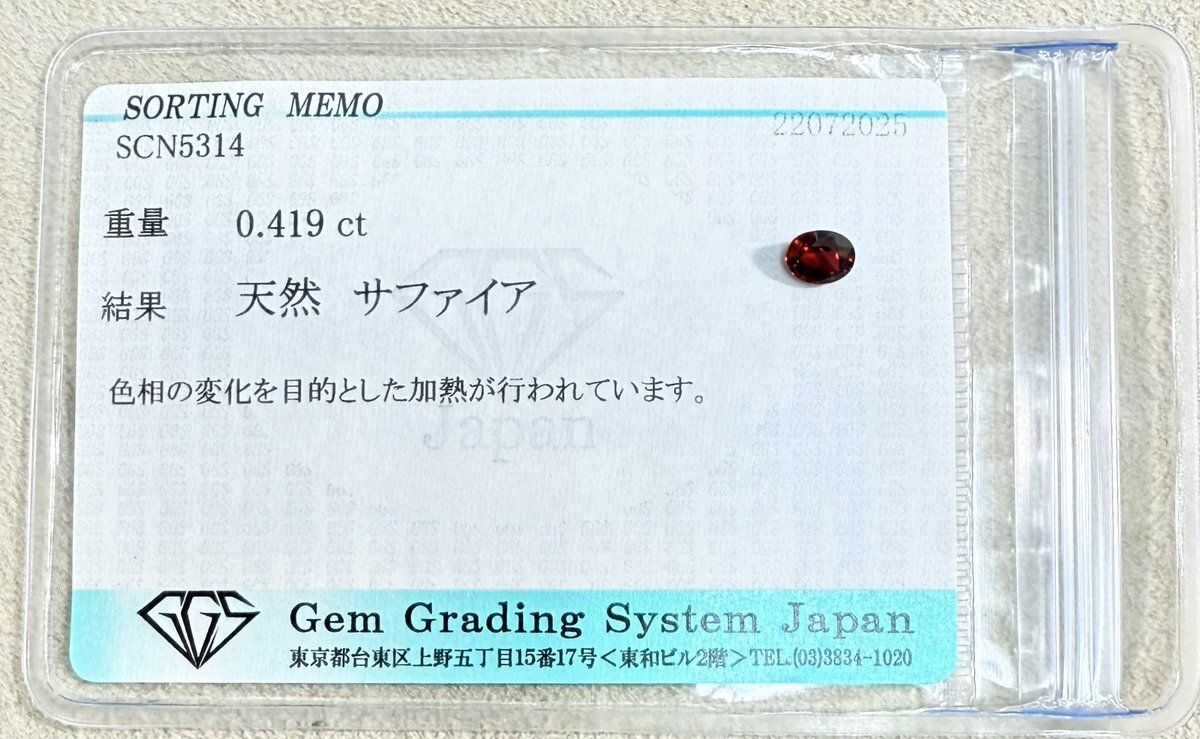 SORTING MEMO
22072025
SCN5314
重量 0.419 ct
結果 天然 サファイア
色相の変化を目的とした加熱が行われています。
Japan
GGS Gem Grading System Japan
東京都台東区上野五丁目15番17号＜東和ビル2階＞TEL.(03)3834-1020